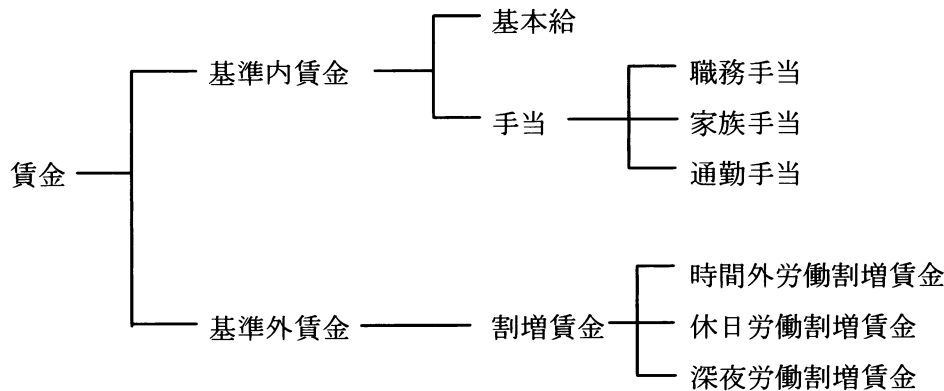 基本給
基準内賃金
職務手当
手当
家族手当
通勤手当
賃金
時間外労働割増賃金
基準外賃金
割増賃金
休日労働割増賃金
深夜労働割増賃金